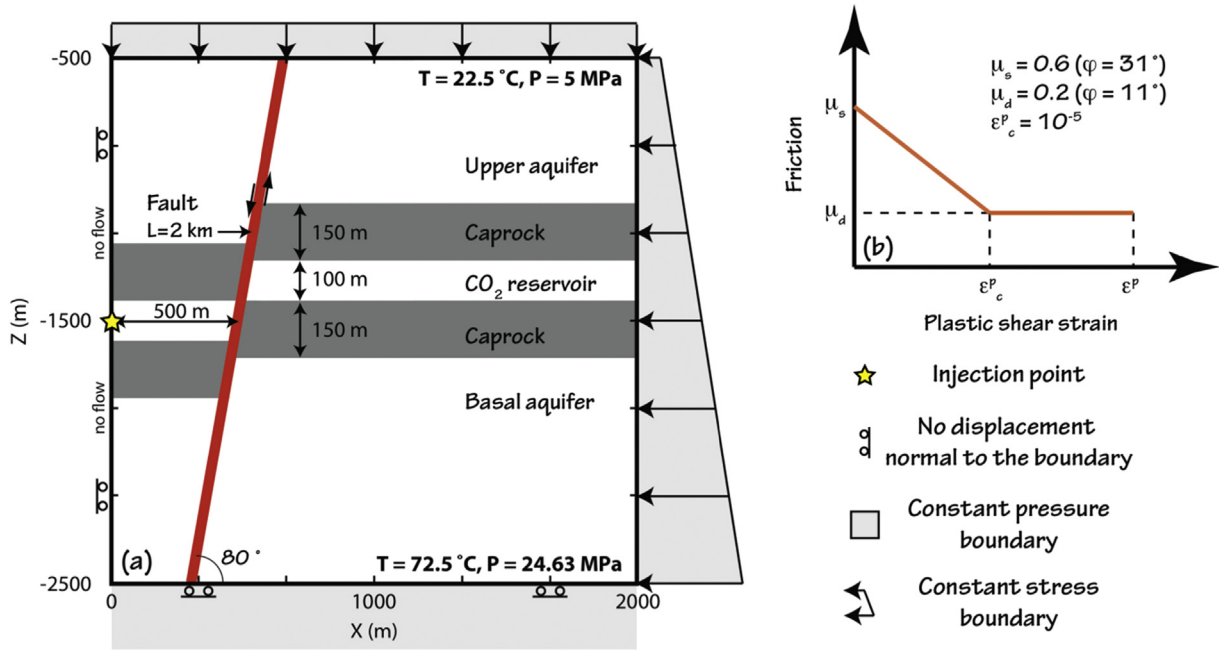 -500
T = 22.5 °C, P = 5 MPa
Upper aquifer
Fault
L=2 km
no flow
150 m
Caprock
100 m
CO₂ reservoir
500 m
-1500
150 m
Caprock
Z (m)
Basal aquifer
no flow
(a)
80°
T = 72.5 °C, P = 24.63 MPa
-2500
0
1000
2000
X (m)
μs = 0.6 (φ = 31°)
μd = 0.2 (φ = 11°)
εᵖc = 10⁻⁵
μs
Friction
μd
(b)
εᵖc
εᵖ
Plastic shear strain
Injection point
No displacement
normal to the boundary
Constant pressure
boundary
Constant stress
boundary